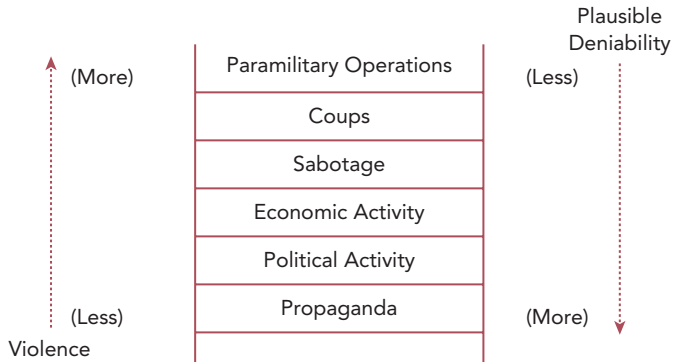 Plausible
Deniability
(More)
Paramilitary Operations
(Less)
Coups
Sabotage
Economic Activity
Political Activity
Propaganda
(Less)
(More)
Violence